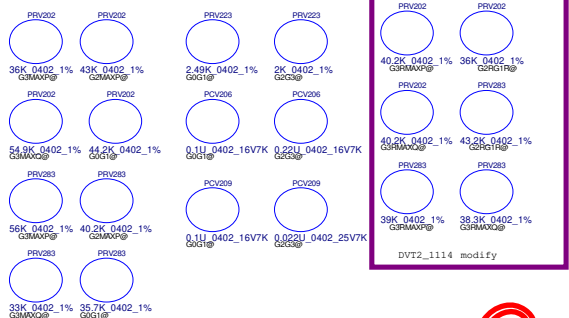 PRV202 PRV202 PRV223 PRV223 PRV202 PRV202
36K_0402_1% 43K_0402_1% 2.49K_0402_1% 2K_0402_1% 40.2K_0402_1% 36K_0402_1%
G3MAXP@ G2MAXP@ G0G1@ G2G3@ G3RMAXP@ G2RG1R@
PRV202 PRV202 PCV206 PCV206 PRV202 PRV283
54.9K_0402_1% 44.2K_0402_1% 0.1U_0402_16V7K 0.22U_0402_16V7K 40.2K_0402_1% 43.2K_0402_1%
G3MAXQ@ G0G1@ G0G1@ G2G3@ G3RMAXQ@ G2RG1R@
PRV283 PRV283 PCV209 PCV209 PRV283 PRV283
56K_0402_1% 40.2K_0402_1% 0.1U_0402_16V7K 0.022U_0402_25V7K 39K_0402_1% 38.3K_0402_1%
G3MAXP@ G2MAXP@ G0G1@ G2G3@ G3RMAXP@ G3RMAXQ@
DVT2_1114 modify
PRV283 PRV283
33K_0402_1% 35.7K_0402_1%
G3MAXQ@ G0G1@